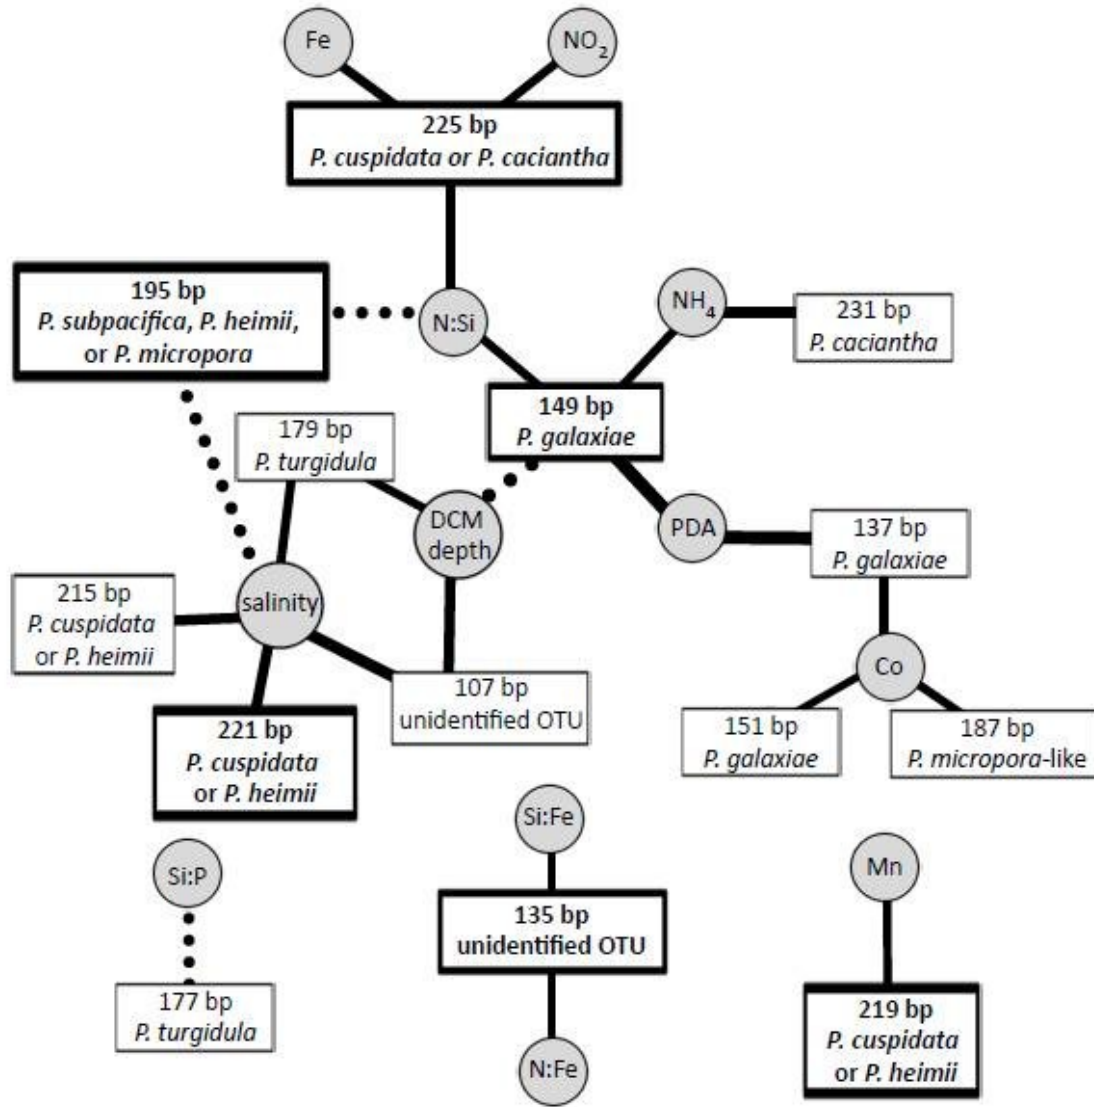 Fe
NO₂
225 bp
P. cuspidata or P. caciantha
195 bp
P. subpacifica, P. heimii,
or P. micropora
N:Si
NH₄
231 bp
P. caciantha
149 bp
P. galaxiae
179 bp
P. turgidula
DCM
depth
PDA
137 bp
P. galaxiae
215 bp
P. cuspidata
or P. heimii
salinity
107 bp
unidentified OTU
Co
221 bp
P. cuspidata
or P. heimii
151 bp
P. galaxiae
187 bp
P. micropora-like
Si:P
Si:Fe
Mn
135 bp
unidentified OTU
177 bp
P. turgidula
219 bp
P. cuspidata
or P. heimii
N:Fe